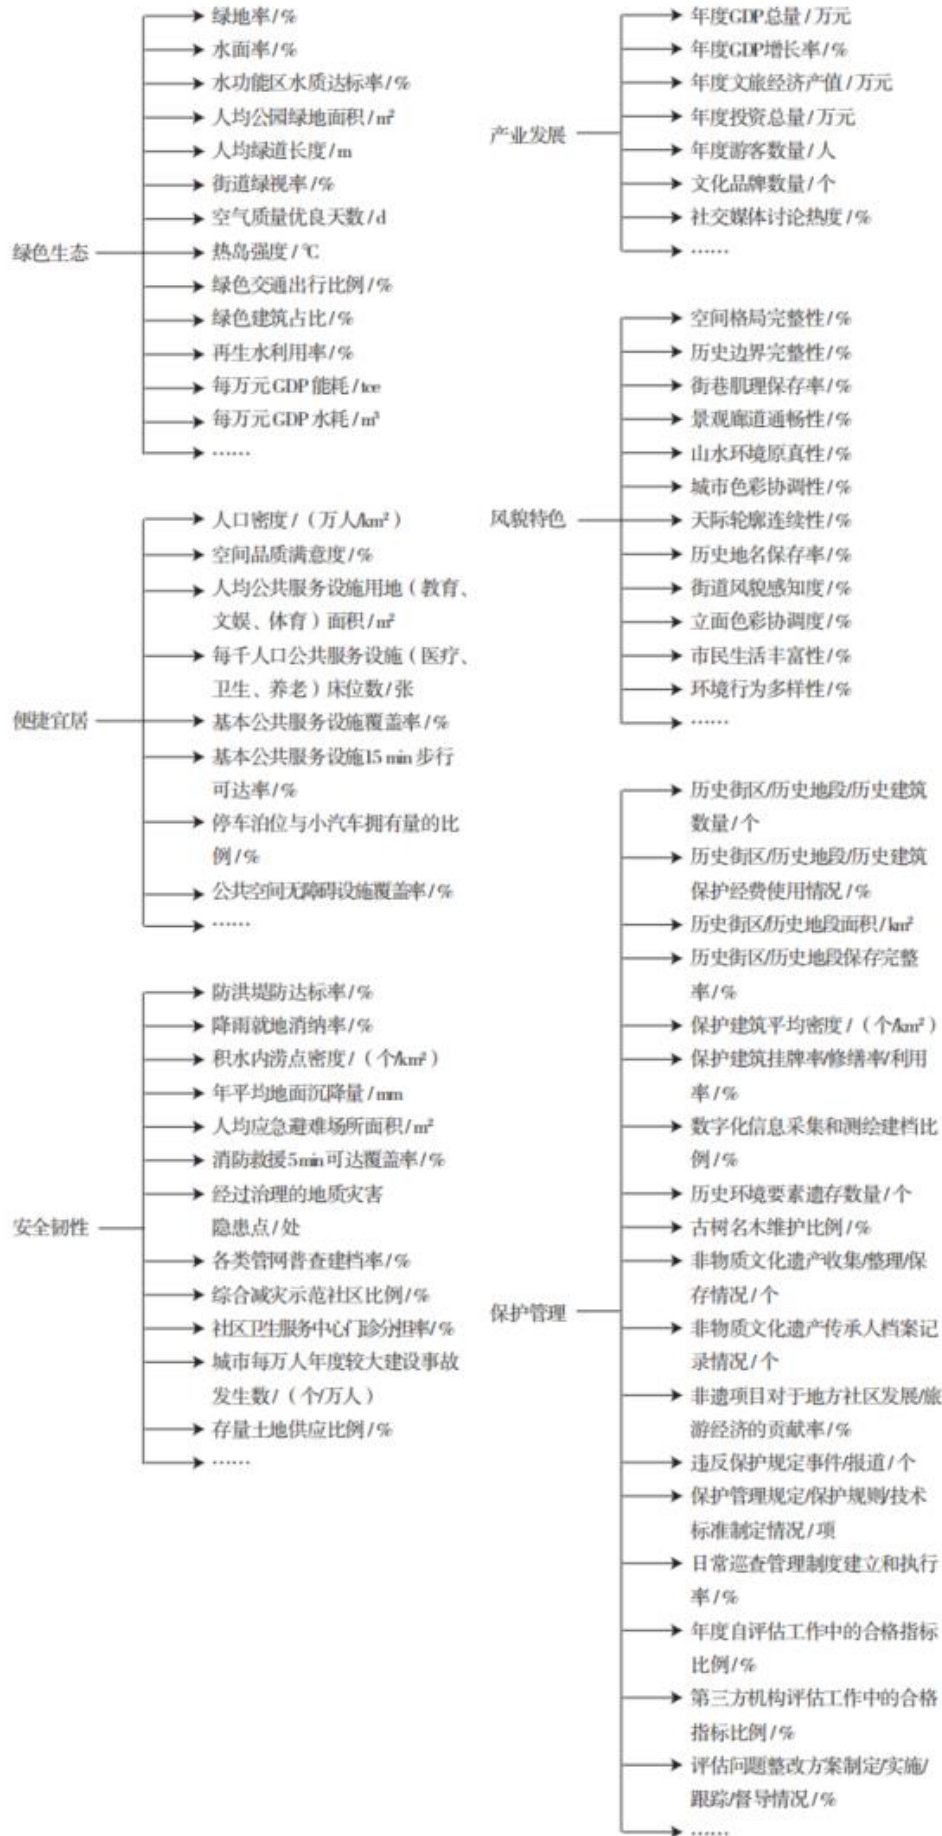 绿色生态
绿地率/%
水面率/%
水功能区水质达标率/%
人均公园绿地面积/m²
人均绿道长度/m
街道绿视率/%
空气质量优良天数/d
热岛强度/℃
绿色交通出行比例/%
绿色建筑占比/%
再生水利用率/%
每万元GDP能耗/tce
每万元GDP水耗/m³
……
便捷宜居
人口密度/（万人/km²）
空间品质满意度/%
人均公共服务设施用地（教育、
文娱、体育）面积/m²
每千人口公共服务设施（医疗、
卫生、养老）床位数/张
基本公共服务设施覆盖率/%
基本公共服务设施15 min步行
可达率/%
停车泊位与小汽车拥有量的比
例/%
公共空间无障碍设施覆盖率/%
……
安全韧性
防洪堤防达标率/%
降雨就地消纳率/%
积水内涝点密度/（个/km²）
年平均地面沉降量/mm
人均应急避难场所面积/m²
消防救援5min可达覆盖率/%
经过治理的地质灾害
隐患点/处
各类管网普查建档率/%
综合减灾示范社区比例/%
社区卫生服务中心门诊分担率/%
城市每万人年度较大建设事故
发生数/（个/万人）
存量土地供应比例/%
……
产业发展
年度GDP总量/万元
年度GDP增长率/%
年度文旅经济产值/万元
年度投资总量/万元
年度游客数量/人
文化品牌数量/个
社交媒体讨论热度/%
……
风貌特色
空间格局完整性/%
历史边界完整性/%
街巷肌理保存率/%
景观廊道通畅性/%
山水环境原真性/%
城市色彩协调性/%
天际轮廓连续性/%
历史地名保存率/%
街道风貌感知度/%
立面色彩协调度/%
市民生活丰富性/%
环境行为多样性/%
……
保护管理
历史街区/历史地段/历史建筑
数量/个
历史街区/历史地段/历史建筑
保护经费使用情况/%
历史街区/历史地段面积/km²
历史街区/历史地段保存完整
率/%
保护建筑平均密度/（个/km²）
保护建筑挂牌率/修缮率/利用
率/%
数字化信息采集和测绘建档比
例/%
历史环境要素遗存数量/个
古树名木维护比例/%
非物质文化遗产收集/整理/保
存情况/个
非物质文化遗产传承人档案记
录情况/个
非遗项目对于地方社区发展/旅
游经济的贡献率/%
违反保护规定事件/报道/个
保护管理规定/保护规则/技术
标准制定情况/项
日常巡查管理制度建立和执行
率/%
年度自评估工作中的合格指标
比例/%
第三方机构评估工作中的合格
指标比例/%
评估问题整改方案制定/实施/
跟踪/督导情况/%
……